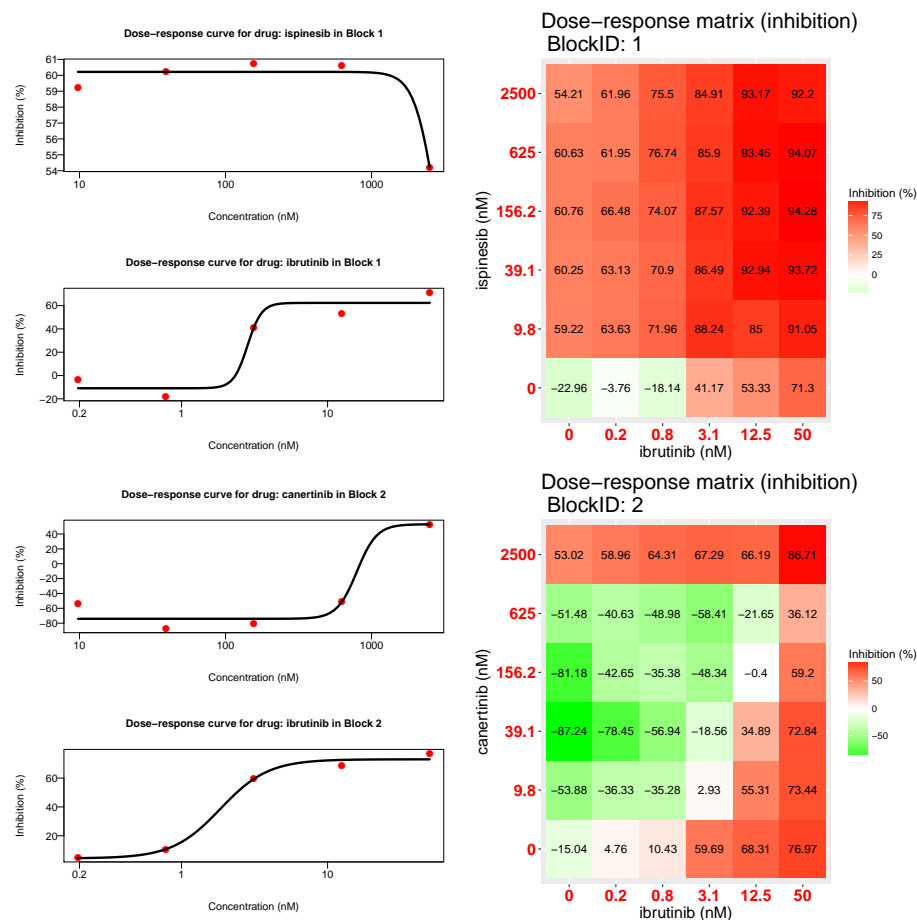 Dose−response curve for drug: ispinesib in Block 1
Inhibition (%)
61
60
59
58
57
56
55
54
10
100
1000
Concentration (nM)
Dose−response curve for drug: ibrutinib in Block 1
Inhibition (%)
60
40
20
0
−20
0.2
1
10
Concentration (nM)
Dose−response matrix (inhibition)
BlockID: 1
ispinesib (nM)
2500 54.21 61.96 75.5 84.91 93.17 92.2
625 60.63 61.95 76.74 85.9 93.45 94.07
156.2 60.76 66.48 74.07 87.57 92.39 94.28
39.1 60.25 63.13 70.9 86.49 92.94 93.72
9.8 59.22 63.63 71.96 88.24 85 91.05
0 −22.96 −3.76 −18.14 41.17 53.33 71.3
0 0.2 0.8 3.1 12.5 50
ibrutinib (nM)
Inhibition (%)
75
50
25
0
Dose−response curve for drug: canertinib in Block 2
Inhibition (%)
40
20
0
−20
−40
−60
−80
10
100
1000
Concentration (nM)
Dose−response curve for drug: ibrutinib in Block 2
Inhibition (%)
60
40
20
0.2
1
10
Concentration (nM)
Dose−response matrix (inhibition)
BlockID: 2
canertinib (nM)
2500 53.02 58.96 64.31 67.29 66.19 86.71
625 −51.48 −40.63 −48.98 −58.41 −21.65 36.12
156.2 −81.18 −42.65 −35.38 −48.34 −0.4 59.2
39.1 −87.24 −78.45 −56.94 −18.56 34.89 72.84
9.8 −53.88 −36.33 −35.28 2.93 55.31 73.44
0 −15.04 4.76 10.43 59.69 68.31 76.97
0 0.2 0.8 3.1 12.5 50
ibrutinib (nM)
Inhibition (%)
50
0
−50